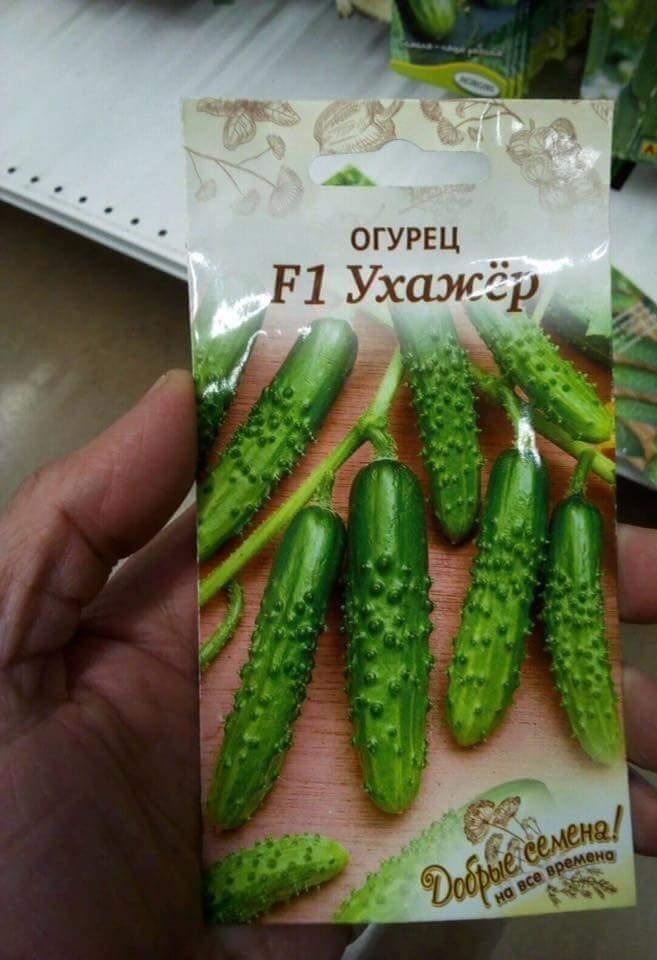 ОГУРЕЦ
F1 Ухажёр
Добрые семена!
на все времена